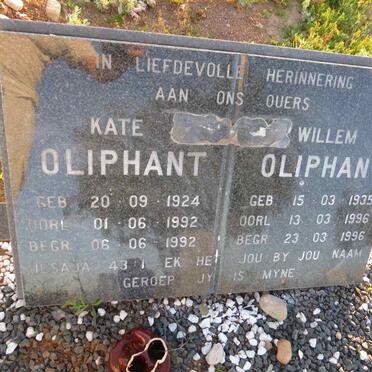 IN LIEFDEVOLLE HERINNERING
AAN ONS OUERS
KATE WILLEM
OLIPHANT OLIPHAN
GEB 20 · 09 · 1924 GEB 15 03 1935
OORL 01 · 06 · 1992 OORL 13 · 03 1996
BEGR 06 · 06 · 1992 BEGR 23 · 03 · 1996
JESAJA 43:1 EK HE JOU BY JOU NAAM
GEROEP JY IS MYNE